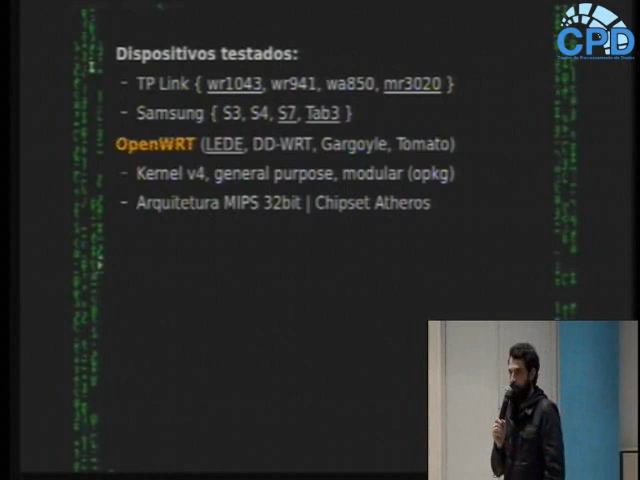 CPD
Dispositivos testados:
- TP Link { wr1043, wr941, wa850, mr3020 }
- Samsung { S3, S4, S7, Tab3 }
OpenWRT (LEDE, DD-WRT, Gargoyle, Tomato)
- Kernel v4, general purpose, modular (opkg)
- Arquitetura MIPS 32bit | Chipset Atheros